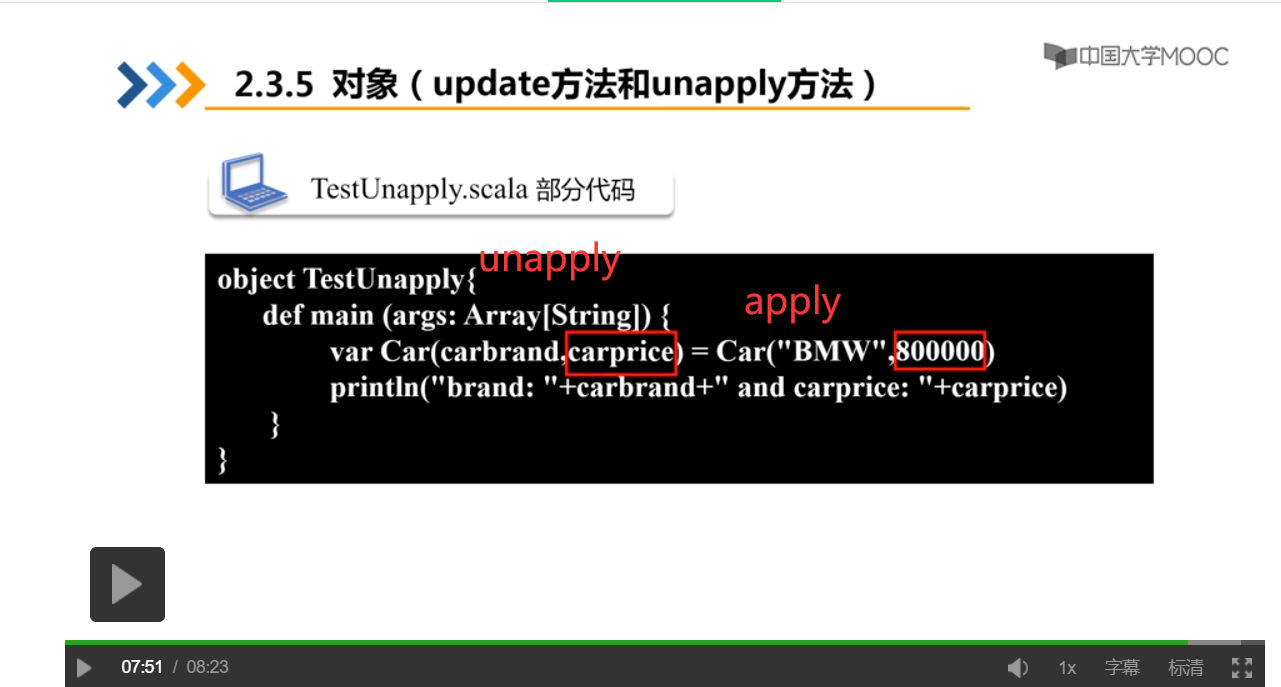 中国大学MOOC
2.3.5 对象（update方法和unapply方法）
TestUnapply.scala 部分代码
unapply
object TestUnapply{
apply
def main (args: Array[String]) {
var Car(carbrand,carprice) = Car("BMW",800000)
println("brand: "+carbrand+" and carprice: "+carprice)
}
}
07:51 / 08:23
1x 字幕 标清